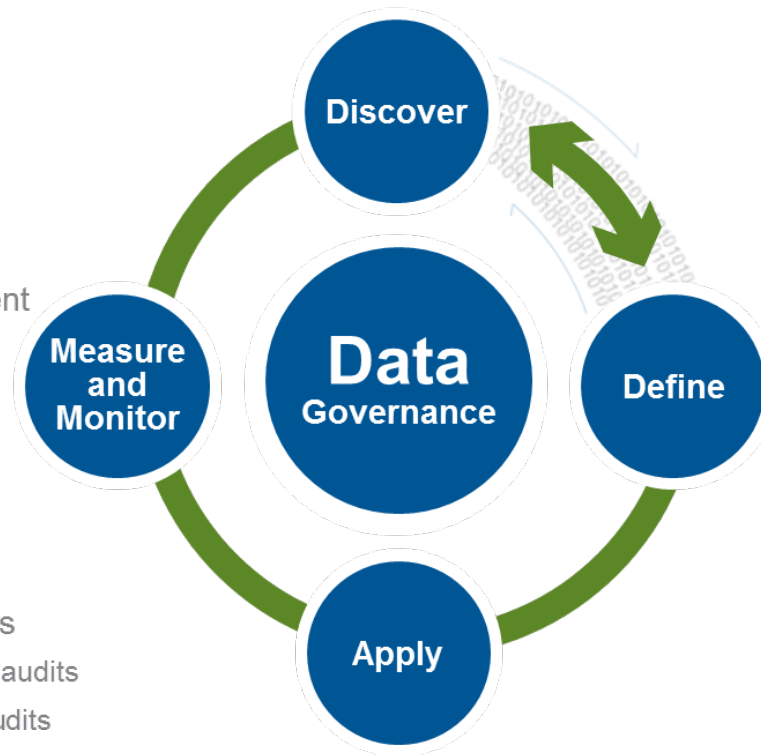 Discover
ent
Measure
and
Monitor
Data
Governance
Define
s
audits
udits
Apply